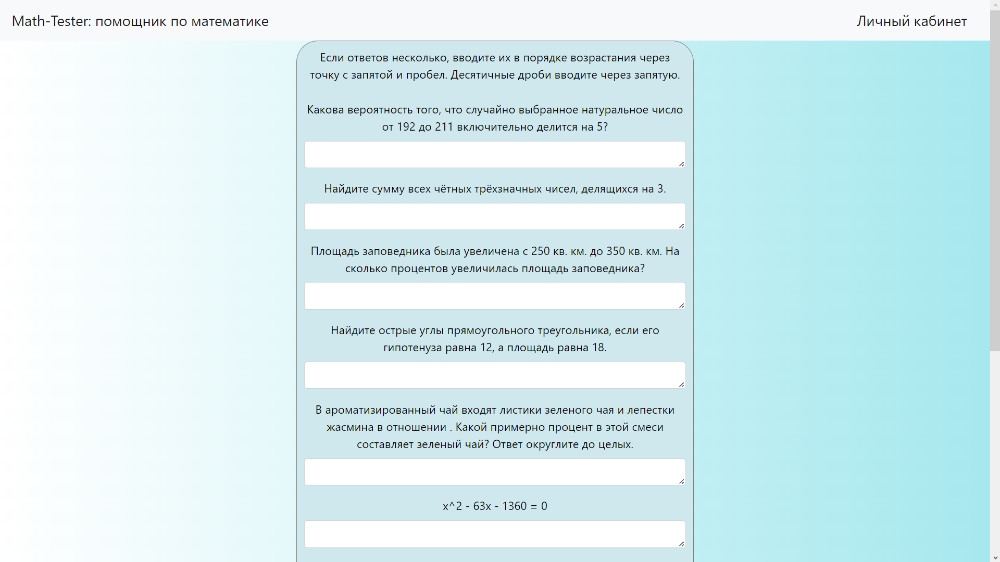 Math-Tester: помощник по математике
Личный кабинет
Если ответов несколько, вводите их в порядке возрастания через
точку с запятой и пробел. Десятичные дроби вводите через запятую.
Какова вероятность того, что случайно выбранное натуральное число
от 192 до 211 включительно делится на 5?
Найдите сумму всех чётных трёхзначных чисел, делящихся на 3.
Площадь заповедника была увеличена с 250 кв. км. до 350 кв. км. На
сколько процентов увеличилась площадь заповедника?
Найдите острые углы прямоугольного треугольника, если его
гипотенуза равна 12, а площадь равна 18.
В ароматизированный чай входят листики зеленого чая и лепестки
жасмина в отношении . Какой примерно процент в этой смеси
составляет зеленый чай? Ответ округлите до целых.
x^2 - 63x - 1360 = 0